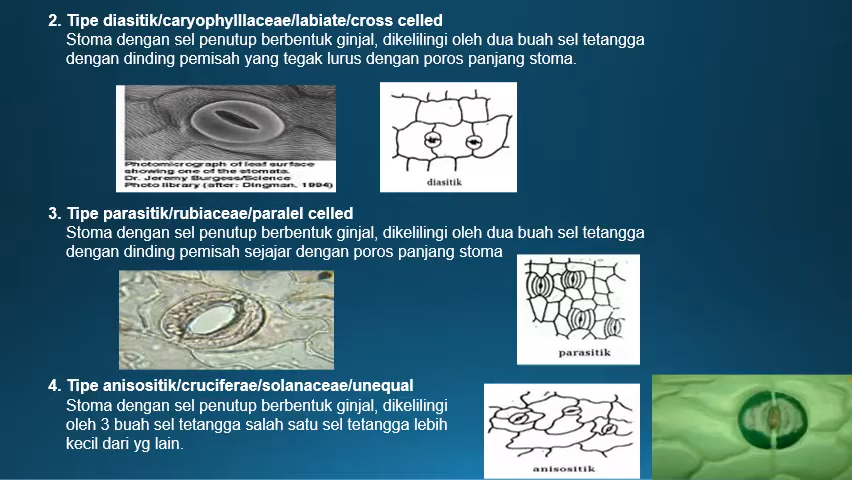 2. Tipe diasitik/caryophylllaceae/labiate/cross celled
Stoma dengan sel penutup berbentuk ginjal, dikelilingi oleh dua buah sel tetangga
dengan dinding pemisah yang tegak lurus dengan poros panjang stoma.
Photomicrograph of leaf surface
showing one of the stomata.
Dr. Jeremy Burgess/Science
Photo library (after: Dingman, 1994)
diasitik
3. Tipe parasitik/rubiaceae/paralel celled
Stoma dengan sel penutup berbentuk ginjal, dikelilingi oleh dua buah sel tetangga
dengan dinding pemisah sejajar dengan poros panjang stoma
parasitik
4. Tipe anisositik/cruciferae/solanaceae/unequal
Stoma dengan sel penutup berbentuk ginjal, dikelilingi
oleh 3 buah sel tetangga salah satu sel tetangga lebih
kecil dari yg lain.
anisositik